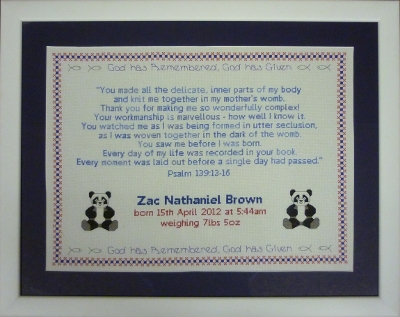 God has Remembered, God has Given
"You made all the delicate, inner parts of my body
and knit me together in my mother's womb.
Thank you for making me so wonderfully complex!
Your workmanship is marvellous - how well I know it.
You watched me as I was being formed in utter seclusion,
as I was woven together in the dark of the womb.
You saw me before I was born.
Every day of my life was recorded in your book.
Every moment was laid out before a single day had passed."
Psalm 139:13-16
Zac Nathaniel Brown
born 15th April 2012 at 5:44am
weighing 7lbs 5oz
God has Remembered, God has Given